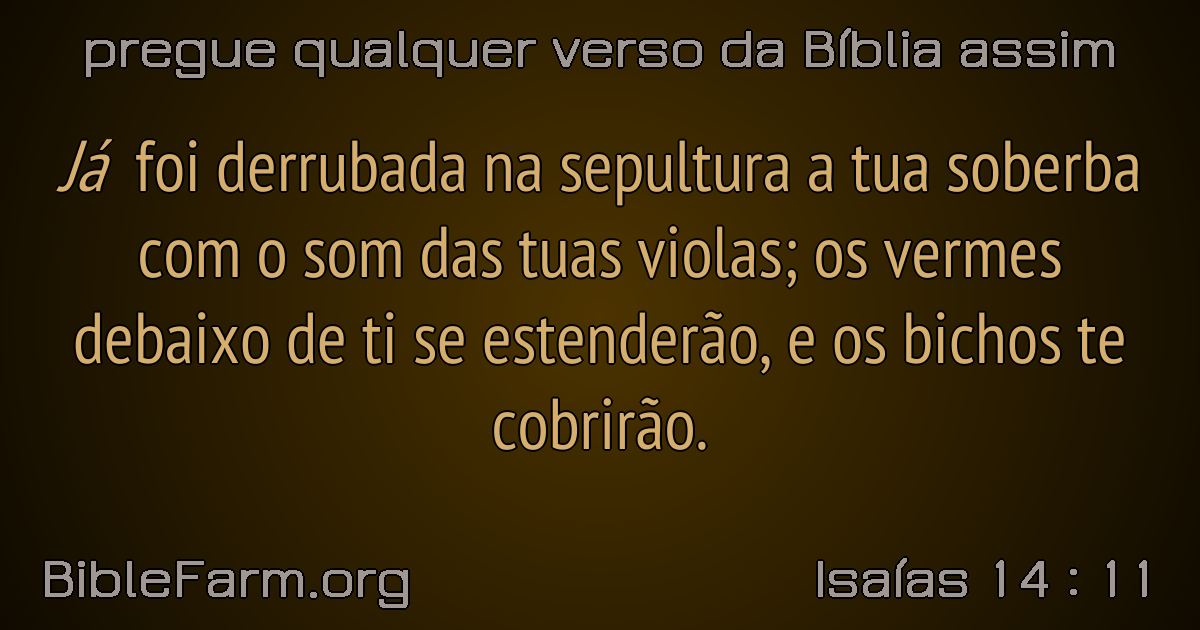 pregue qualquer verso da Bíblia assim
Já foi derrubada na sepultura a tua soberba
com o som das tuas violas; os vermes
debaixo de ti se estenderão, e os bichos te
cobrirão.
BibleFarm.org
Isaías 14 : 11